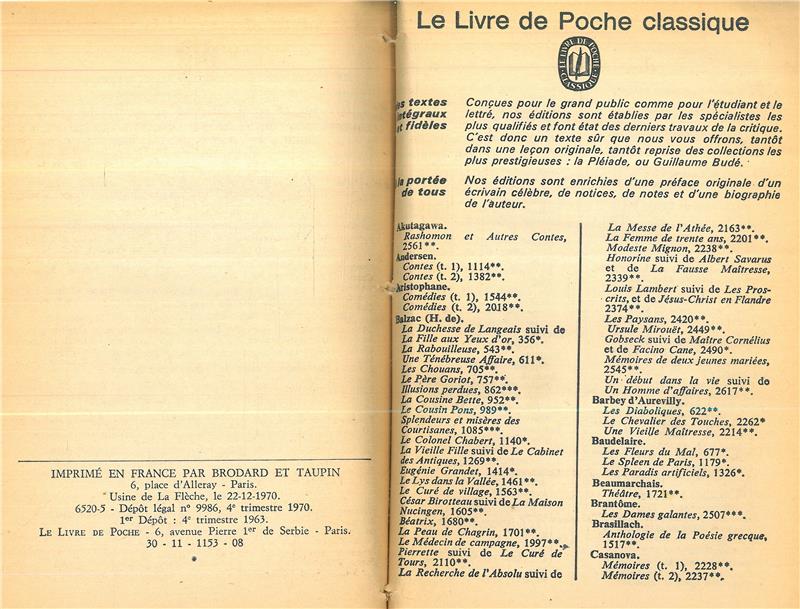 IMPRIMÉ EN FRANCE PAR BRODARD ET TAUPIN
6, place d'Alleray - Paris.
Usine de La Flèche, le 22-12-1970.
6520-5 - Dépôt légal n° 9986, 4e trimestre 1970.
1er Dépôt : 4e trimestre 1963.
LE LIVRE DE POCHE - 6, avenue Pierre 1er de Serbie - Paris.
30 - 11 - 1153 - 08
Le Livre de Poche classique
LE LIVRE DE POCHE
CLASSIQUE
es textes
ntégraux
et fidèles
Conçues pour le grand public comme pour l'étudiant et le
lettré, nos éditions sont établies par les spécialistes les
plus qualifiés et font état des derniers travaux de la critique.
C'est donc un texte sûr que nous vous offrons, tantôt
dans une leçon originale, tantôt reprise des collections les
plus prestigieuses : la Pléiade, ou Guillaume Budé.
à la portée
de tous
Nos éditions sont enrichies d'une préface originale d'un
écrivain célèbre, de notices, de notes et d'une biographie
de l'auteur.
Akutagawa.
Rashomon et Autres Contes,
2561**.
Andersen.
Contes (t. 1), 1114**.
Contes (t. 2), 1382**.
Aristophane.
Comédies (t. 1), 1544**.
Comédies (t. 2), 2018**.
Balzac (H. de).
La Duchesse de Langeais suivi de
La Fille aux Yeux d'or, 356*.
La Rabouilleuse, 543**.
Une Ténébreuse Affaire, 611*.
Les Chouans, 705**.
Le Père Goriot, 757**.
Illusions perdues, 862***.
La Cousine Bette, 952**.
Le Cousin Pons, 989**.
Splendeurs et misères des
Courtisanes, 1085***.
Le Colonel Chabert, 1140*.
La Vieille Fille suivi de Le Cabinet
des Antiques, 1269**.
Eugénie Grandet, 1414*.
Le Lys dans la Vallée, 1461**.
Le Curé de village, 1563**.
César Birotteau suivi de La Maison
Nucingen, 1605**.
Béatrix, 1680**.
La Peau de Chagrin, 1701**.
Le Médecin de campagne, 1997**.
Pierrette suivi de Le Curé de
Tours, 2110**.
La Recherche de l'Absolu suivi de
La Messe de l'Athée, 2163**.
La Femme de trente ans, 2201**.
Modeste Mignon, 2238**.
Honorine suivi de Albert Savarus
et de La Fausse Maîtresse,
2339**.
Louis Lambert suivi de Les Pros-
crits, et de Jésus-Christ en Flandre
2374**.
Les Paysans, 2420**.
Ursule Mirouët, 2449**.
Gobseck suivi de Maître Cornélius
et de Facino Cane, 2490*.
Mémoires de deux jeunes mariées,
2545**.
Un début dans la vie suivi de
Un Homme d'affaires, 2617**.
Barbey d'Aurevilly.
Les Diaboliques, 622**.
Le Chevalier des Touches, 2262*
Une Vieille Maîtresse, 2214**.
Baudelaire.
Les Fleurs du Mal, 677*.
Le Spleen de Paris, 1179*.
Les Paradis artificiels, 1326*.
Beaumarchais.
Théâtre, 1721**.
Brantôme.
Les Dames galantes, 2507***.
Brasillach.
Anthologie de la Poésie grecque,
1517**.
Casanova.
Mémoires (t. 1), 2228**.
Mémoires (t. 2), 2237**.